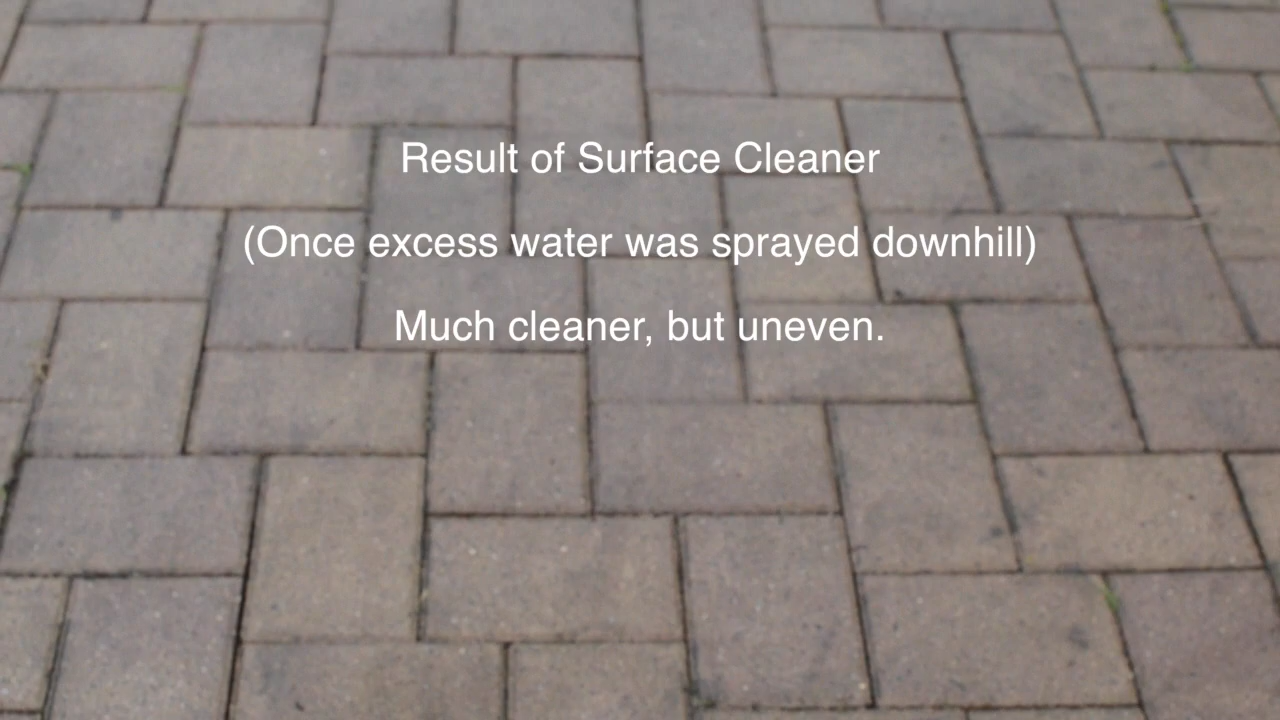 Result of Surface Cleaner
(Once excess water was sprayed downhill)
Much cleaner, but uneven.